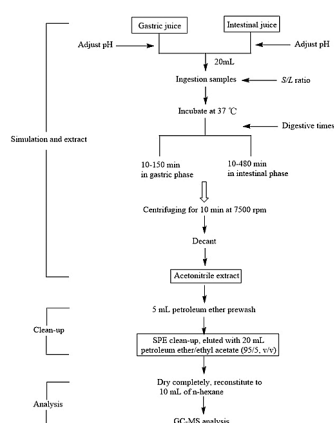 Gastric juice
Intestinal juice
Adjust pH
Adjust pH
20mL
Ingestion samples
S/L ratio
Incubate at 37 ℃
Digestive times
Simulation and extract
10-150 min
in gastric phase
10-480 min
in intestinal phase
Centrifuging for 10 min at 7500 rpm
Decant
Acetonitrile extract
5 mL petroleum ether prewash
Clean-up
SPE clean-up, eluted with 20 mL
petroleum ether/ethyl acetate (95/5, v/v)
Dry completely, reconstitute to
10 mL of n-hexane
Analysis
GC-MS analysis